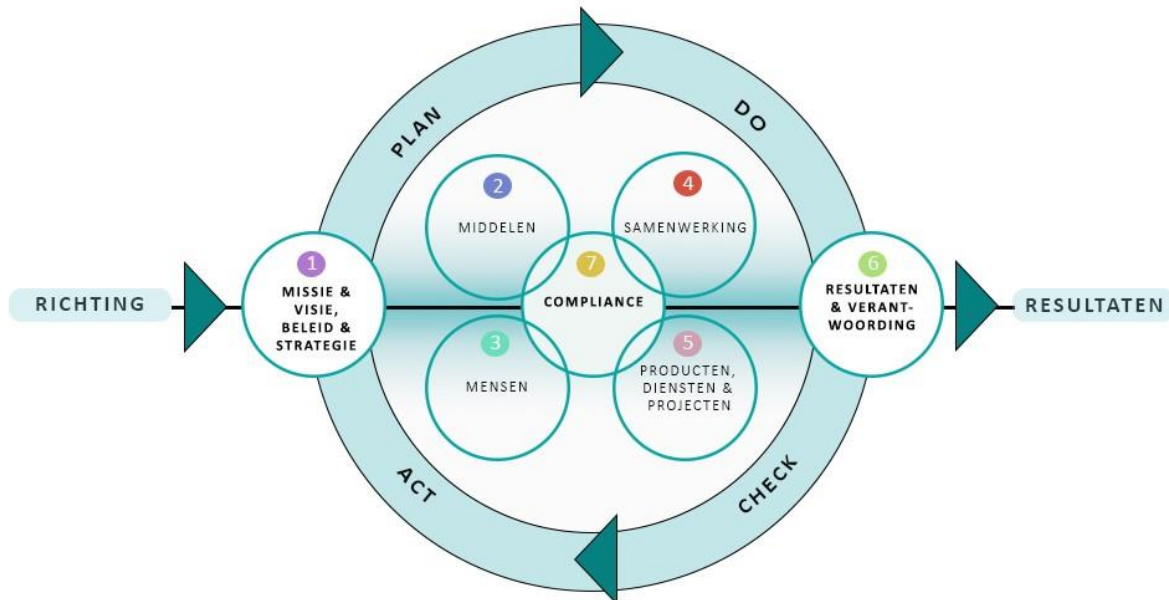 PLAN
DO
2
MIDDELEN
4
SAMENWERKING
RICHTING
1
MISSIE &
VISIE,
BELEID &
STRATEGIE
7
COMPLIANCE
6
RESULTATEN
& VERANT-
WOORDING
RESULTATEN
3
MENSEN
5
PRODUCTEN,
DIENSTEN &
PROJECTEN
ACT
CHECK